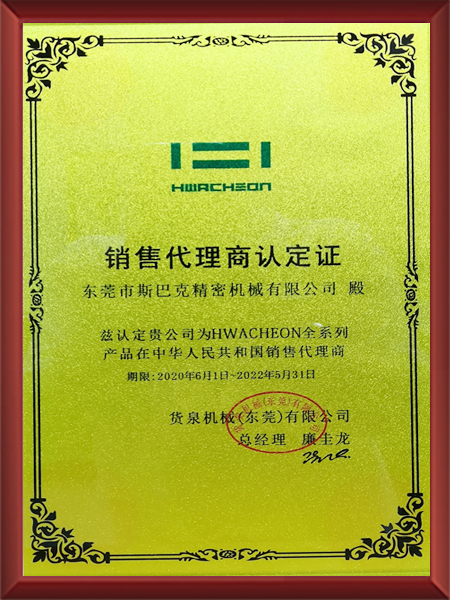 HWACHEON
销售代理商认定证
东莞市斯巴克精密机械有限公司 殿
兹认定贵公司为HWACHEON全系列
产品在中华人民共和国销售代理商
期限:2020年6月1日~2022年5月31日
货泉机械(东莞)有限公司
总经理 廉圭龙